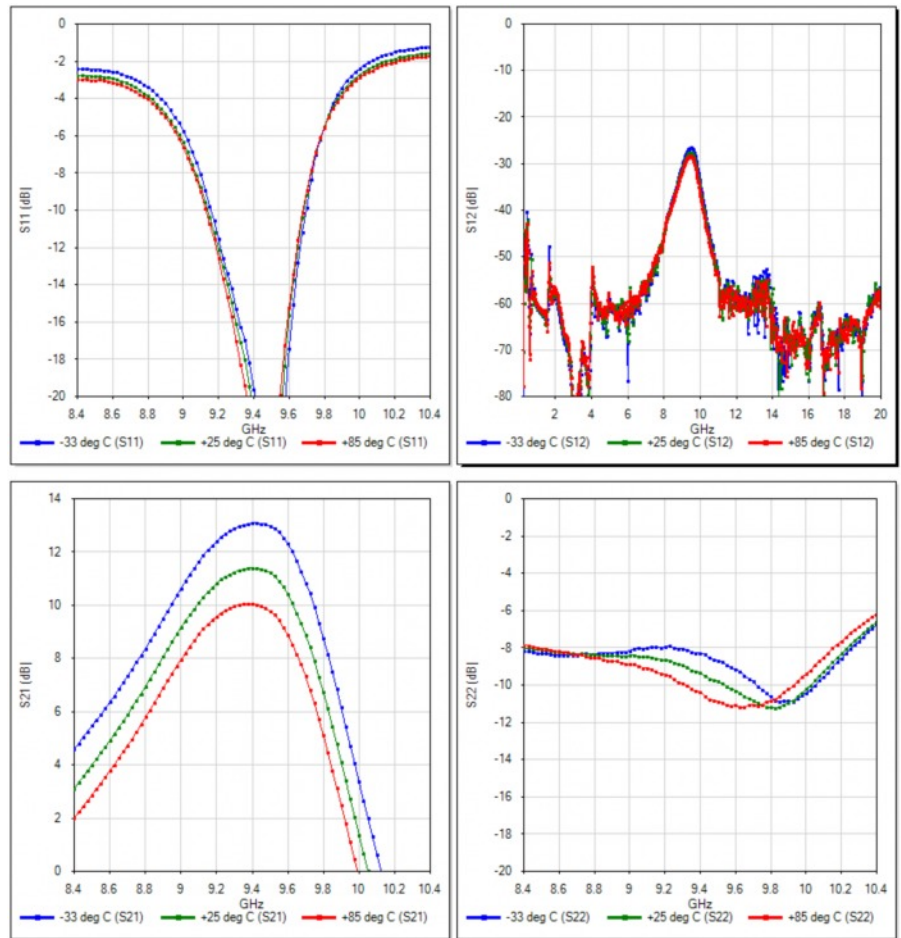 S11 [dB]
0
-2
-4
-6
-8
-10
-12
-14
-16
-18
-20
8.4 8.6 8.8 9 9.2 9.4 9.6 9.8 10 10.2 10.4
GHz
-33 deg C (S11) +25 deg C (S11) +85 deg C (S11)
S12 [dB]
0
-10
-20
-30
-40
-50
-60
-70
-80
2 4 6 8 10 12 14 16 18 20
GHz
-33 deg C (S12) +25 deg C (S12) +85 deg C (S12)
S21 [dB]
14
12
10
8
6
4
2
0
8.4 8.6 8.8 9 9.2 9.4 9.6 9.8 10 10.2 10.4
GHz
-33 deg C (S21) +25 deg C (S21) +85 deg C (S21)
S22 [dB]
0
-2
-4
-6
-8
-10
-12
-14
-16
-18
-20
8.4 8.6 8.8 9 9.2 9.4 9.6 9.8 10 10.2 10.4
GHz
-33 deg C (S22) +25 deg C (S22) +85 deg C (S22)